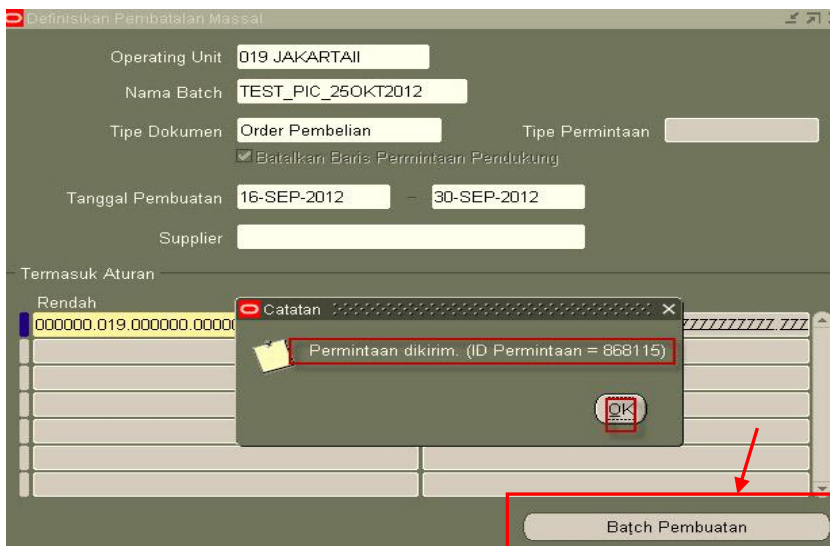 Definisikan Pembatalan Massal
Operating Unit 019 JAKARTAII
Nama Batch TEST_PIC_25OKT2012
Tipe Dokumen Order Pembelian Tipe Permintaan
Batalkan Baris Permintaan Pendukung
Tanggal Pembuatan 16-SEP-2012 - 30-SEP-2012
Supplier
Termasuk Aturan
Rendah
000000.019.000000.0000
Catatan
Permintaan dikirim. (ID Permintaan = 868115)
OK
Batch Pembuatan